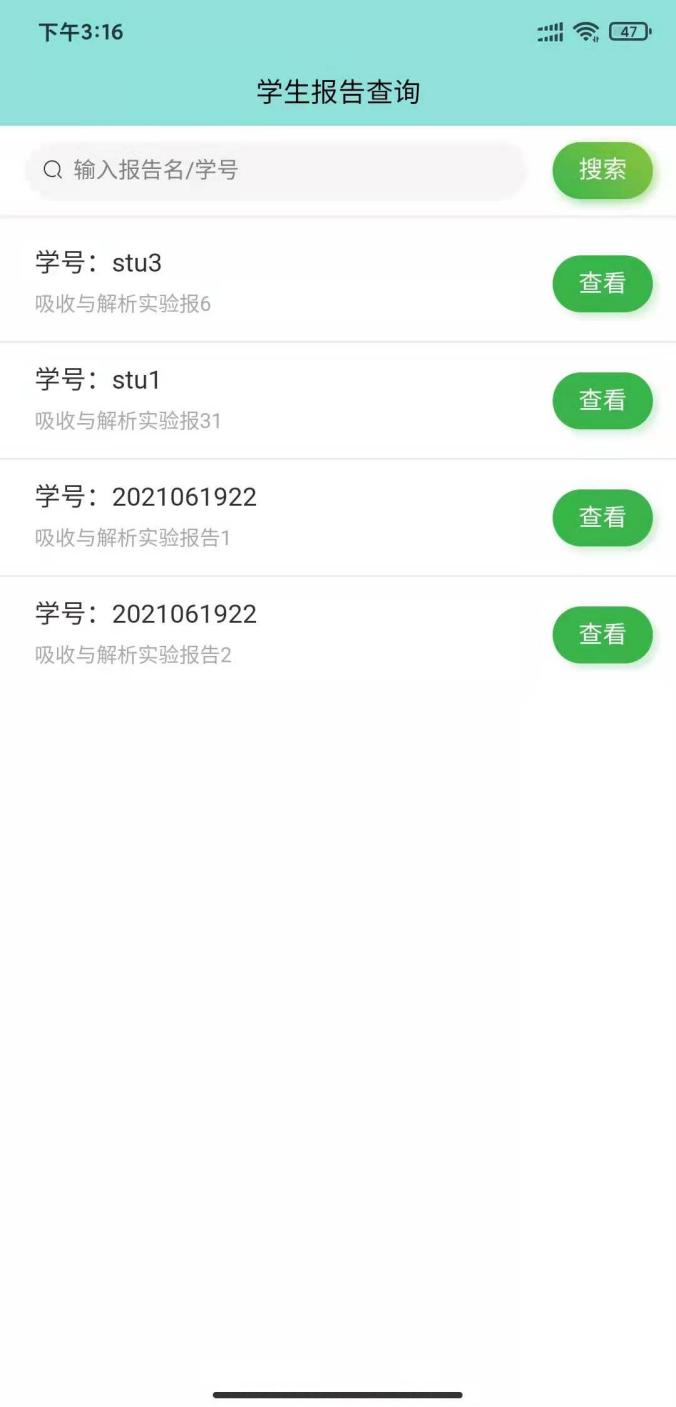 下午3:16
47
学生报告查询
输入报告名/学号
搜索
学号：stu3
吸收与解析实验报6
查看
学号：stu1
吸收与解析实验报31
查看
学号：2021061922
吸收与解析实验报告1
查看
学号：2021061922
吸收与解析实验报告2
查看